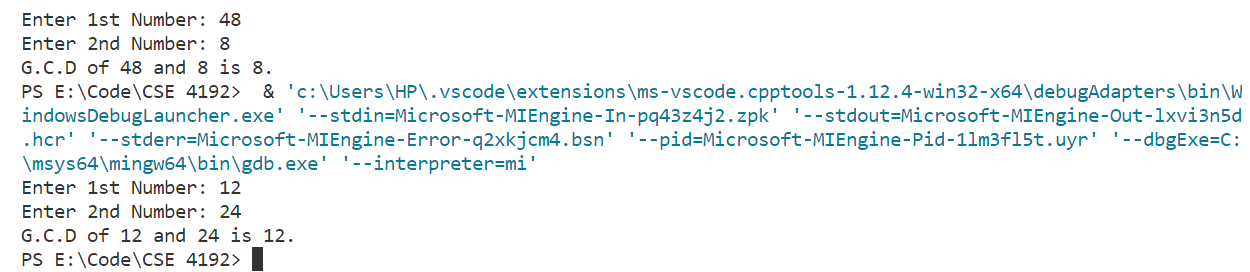 Enter 1st Number: 48
Enter 2nd Number: 8
G.C.D of 48 and 8 is 8.
PS E:\Code\CSE 4192>  & 'c:\Users\HP\.vscode\extensions\ms-vscode.cpptools-1.12.4-win32-x64\debugAdapters\bin\W
indowsDebugLauncher.exe' '--stdin=Microsoft-MIEngine-In-pq43z4j2.zpk' '--stdout=Microsoft-MIEngine-Out-lxvi3n5d
.hcr' '--stderr=Microsoft-MIEngine-Error-q2xkjcm4.bsn' '--pid=Microsoft-MIEngine-Pid-1lm3fl5t.uyr' '--dbgExe=C:
\msys64\mingw64\bin\gdb.exe' '--interpreter=mi'
Enter 1st Number: 12
Enter 2nd Number: 24
G.C.D of 12 and 24 is 12.
PS E:\Code\CSE 4192>